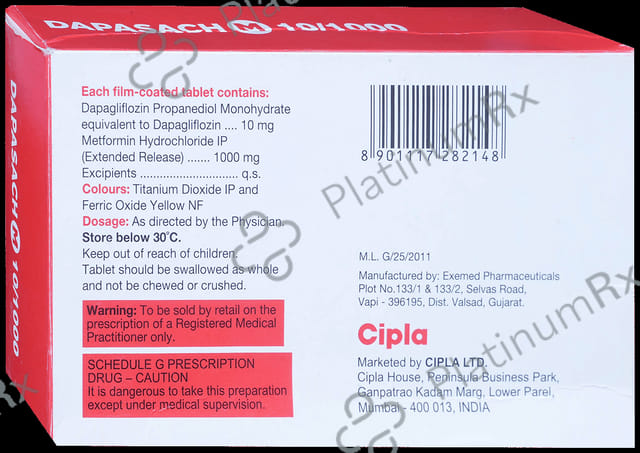 DAPASACH M 10/1000
DAPASACH M 10/1000
Each film-coated tablet contains:
Dapagliflozin Propanediol Monohydrate
equivalent to Dapagliflozin .... 10 mg
Metformin Hydrochloride IP
(Extended Release) ....... 1000 mg
Excipients .............................. q.s.
Colours: Titanium Dioxide IP and
Ferric Oxide Yellow NF
Dosage: As directed by the Physician.
Store below 30°C.
Keep out of reach of children.
Tablet should be swallowed as whole
and not be chewed or crushed.
Warning: To be sold by retail on the
prescription of a Registered Medical
Practitioner only.
SCHEDULE G PRESCRIPTION
DRUG – CAUTION
It is dangerous to take this preparation
except under medical supervision.
8 901117 282148
M.L. G/25/2011
Manufactured by: Exemed Pharmaceuticals
Plot No.133/1 & 133/2, Selvas Road,
Vapi - 396195, Dist. Valsad, Gujarat.
Cipla
Marketed by CIPLA LTD.
Cipla House, Peninsula Business Park,
Ganpatrao Kadam Marg, Lower Parel,
Mumbai - 400 013, INDIA
PlatinumRx
PlatinumRx